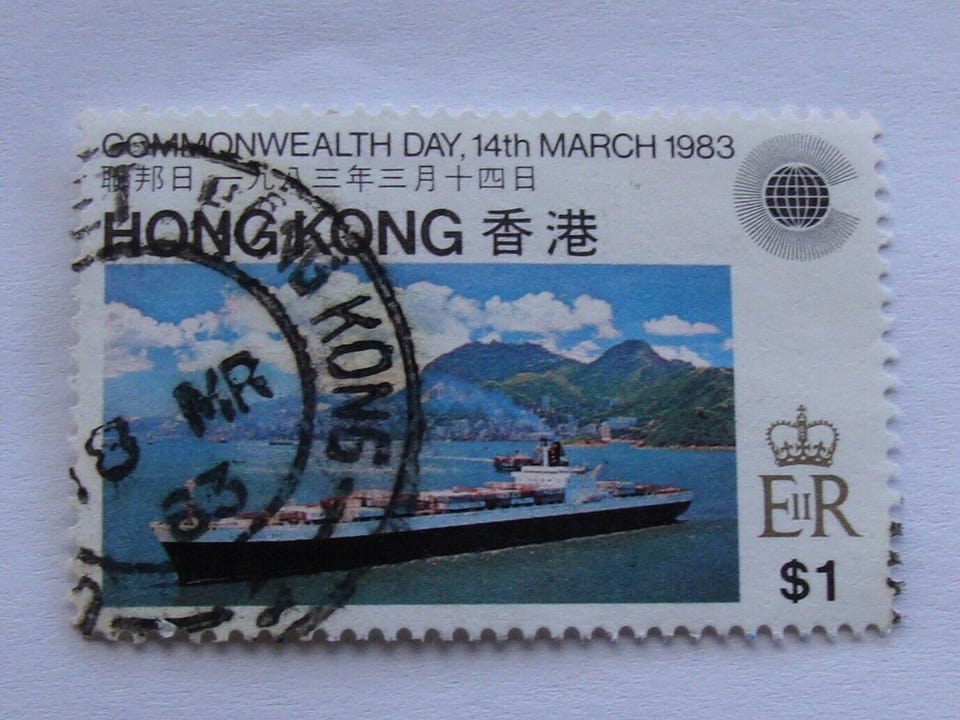 COMMONWEALTH DAY, 14th MARCH 1983
聯邦日 一九八三年三月十四日
HONG KONG 香港
KONG
MR
83
EIIR
$1